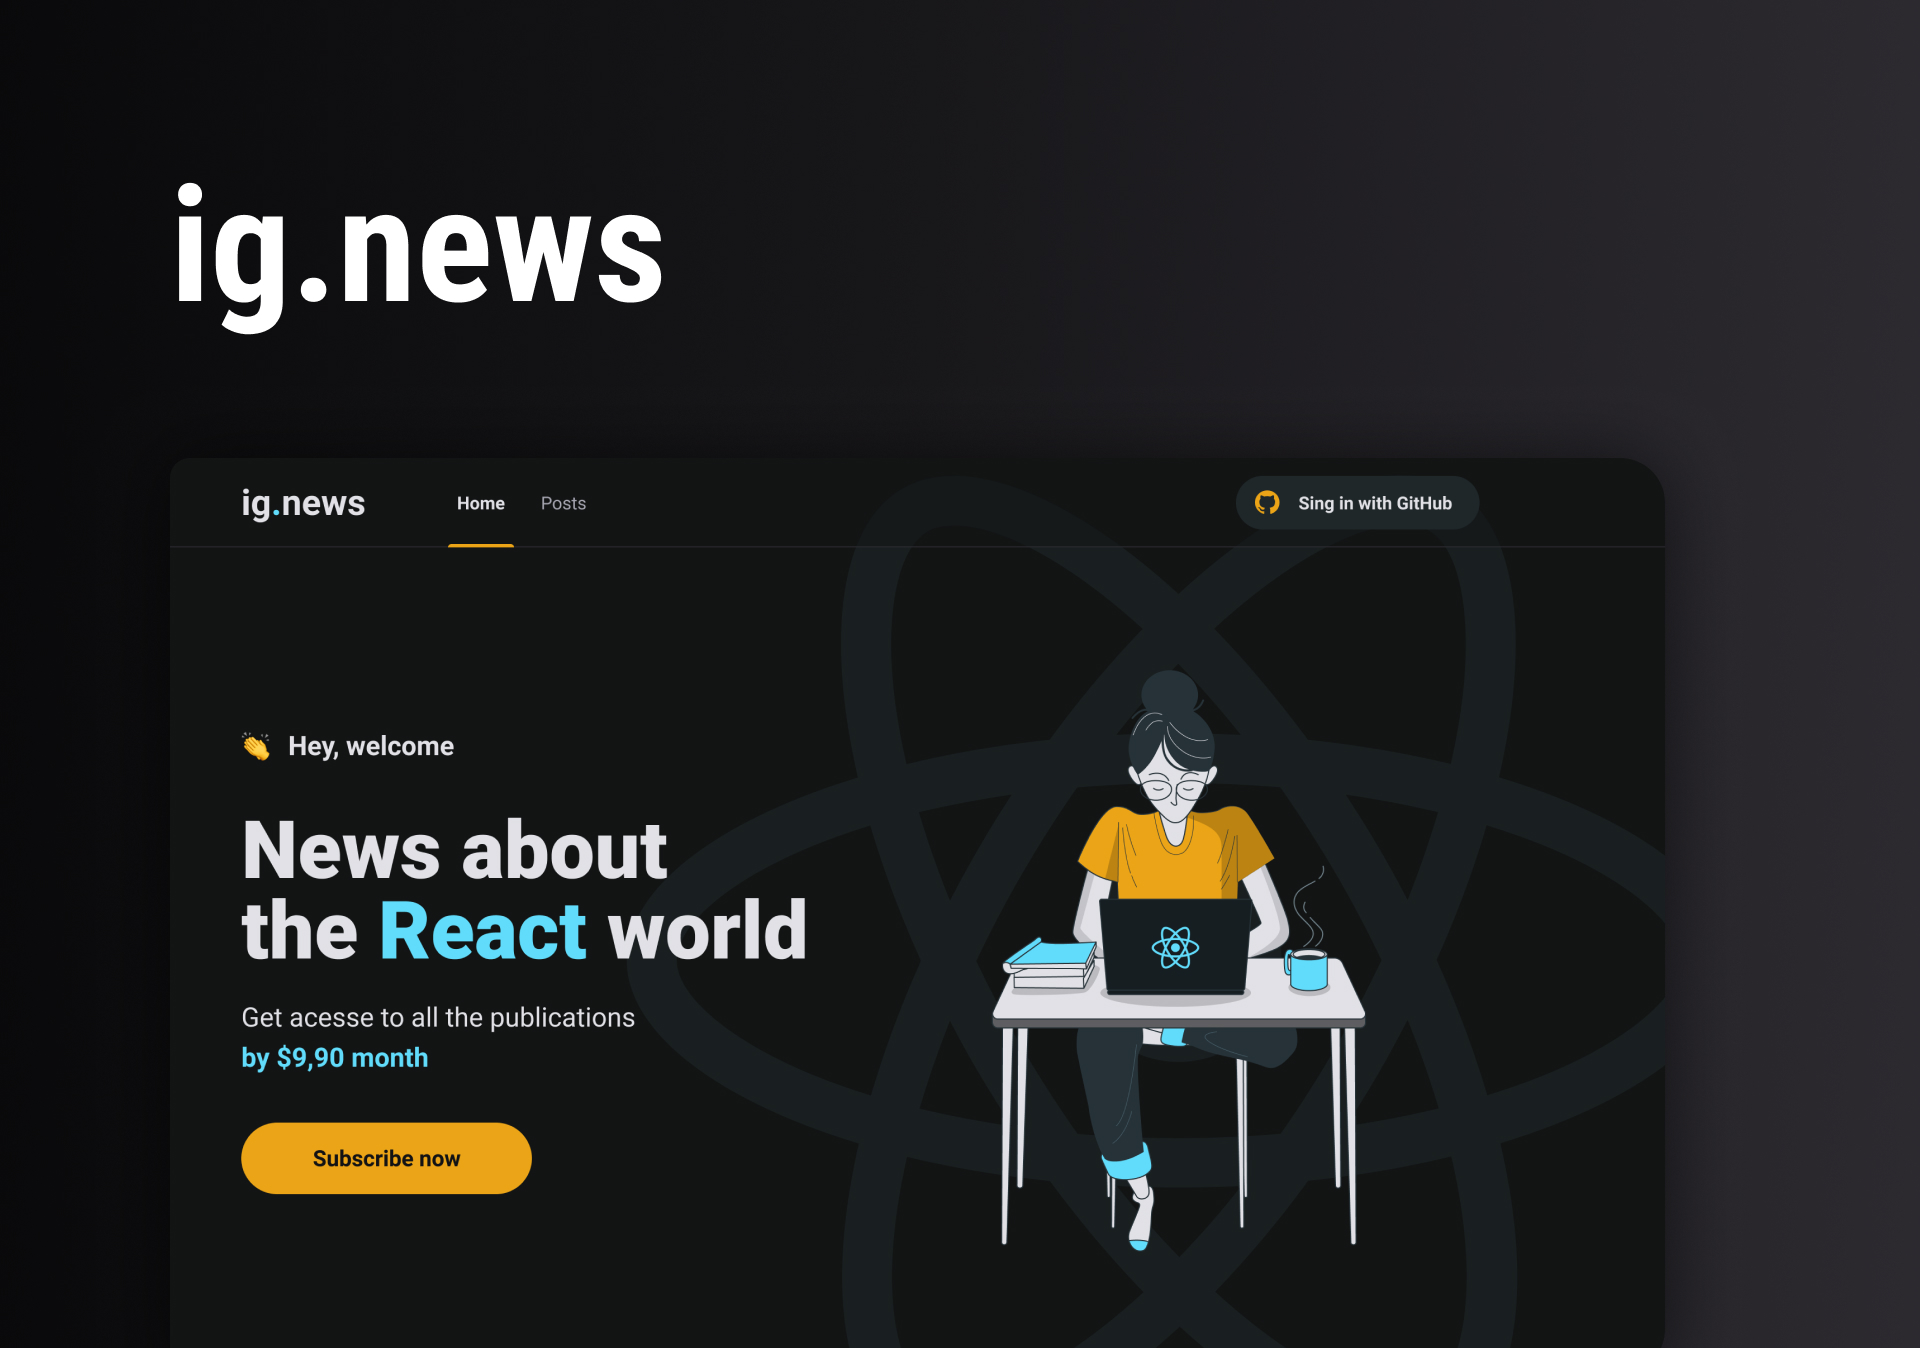 ig.news
ig.news
Home
Posts
Sing in with GitHub
👏 Hey, welcome
News about
the React world
Get acesse to all the publications
by $9,90 month
Subscribe now